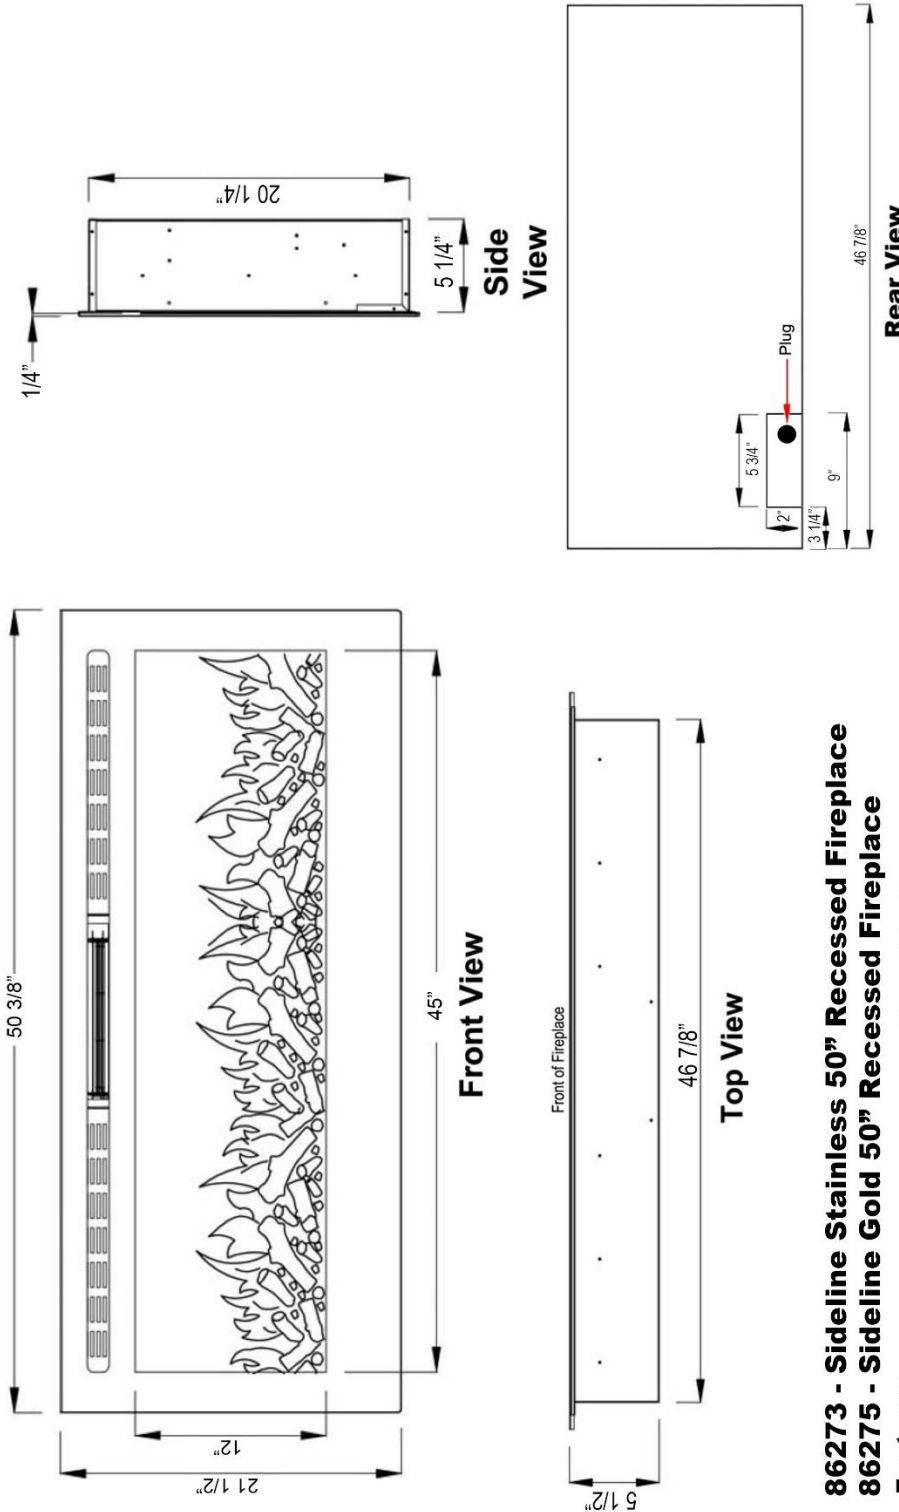 50 3/8”
21 1/2”
12”
45”
Front View
1/4”
20 1/4”
5 1/4”
Side
View
Front of Fireplace
5 1/2”
46 7/8”
Top View
5 3/4"
2"
3 1/4"
9"
Plug
46 7/8"
Rear View
86273 - Sideline Stainless 50” Recessed Fireplace
86275 - Sideline Gold 50” Recessed Fireplace